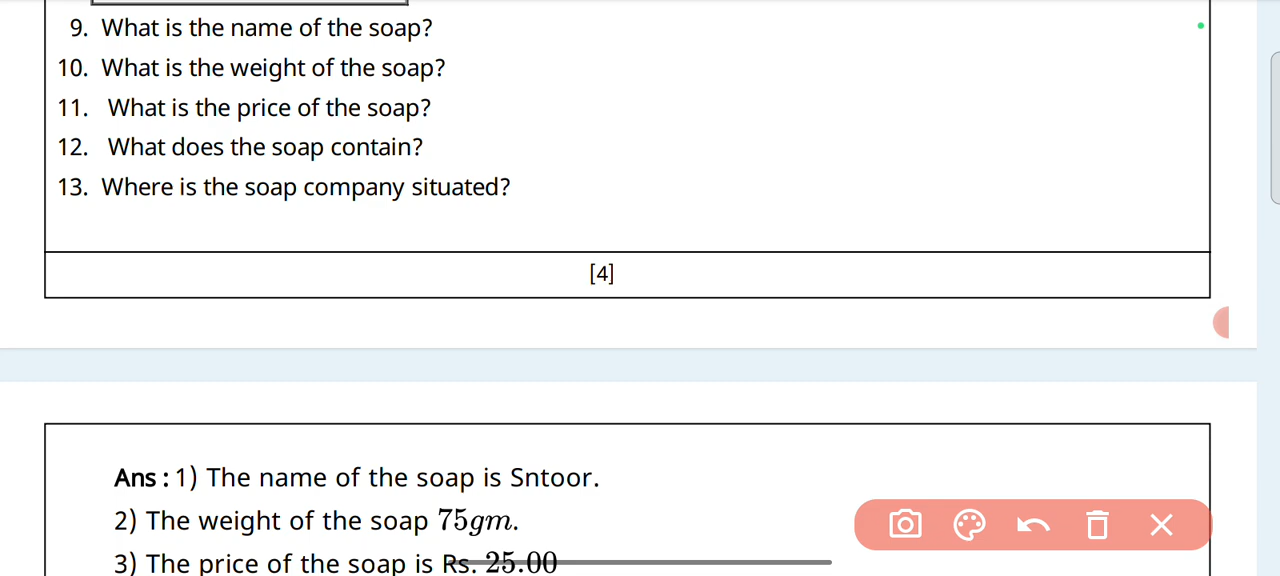 9. What is the name of the soap?
10. What is the weight of the soap?
11. What is the price of the soap?
12. What does the soap contain?
13. Where is the soap company situated?
[4]
Ans : 1) The name of the soap is Sntoor.
2) The weight of the soap 75gm.
3) The price of the soap is Rs. 25.00